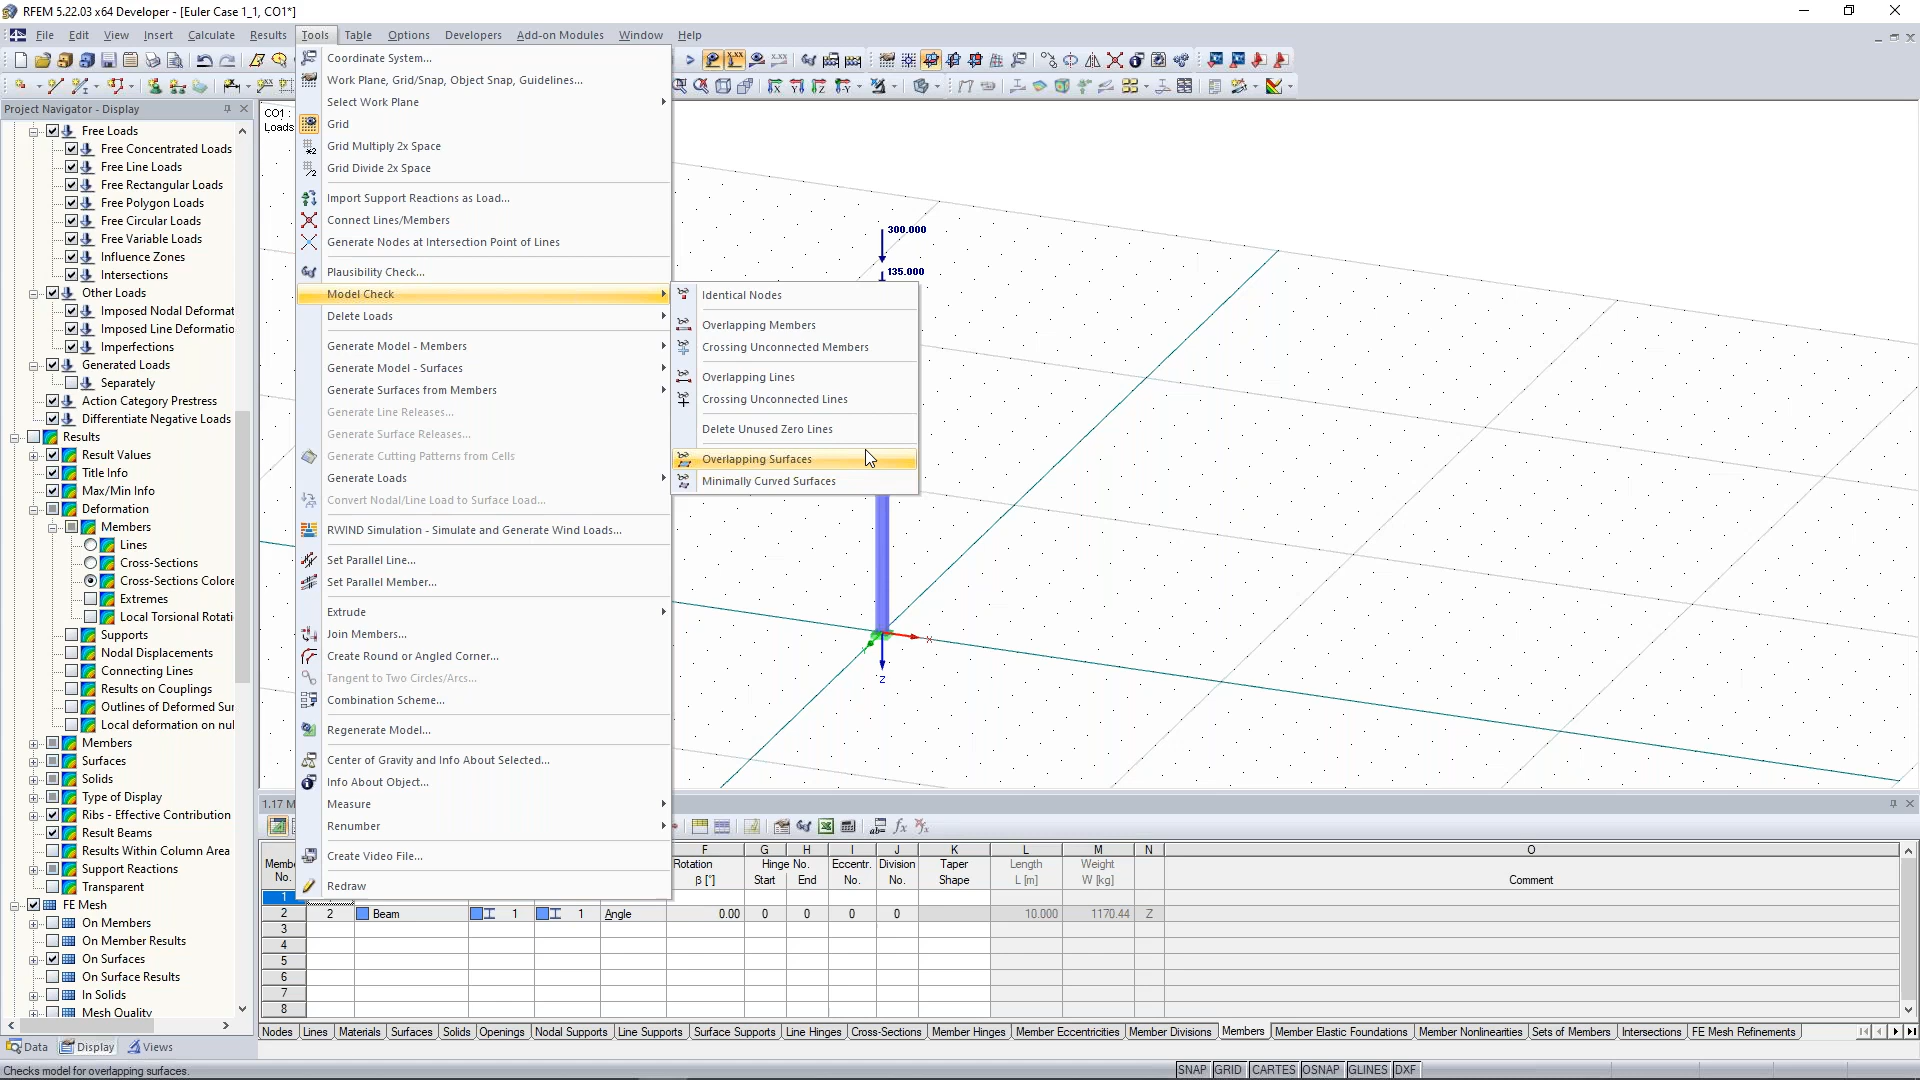 RFEM 5.22.03 x64 Developer - [Euler Case 1_1, CO1*]
File Edit View Insert Calculate Results Tools Table Options Developers Add-on Modules Window Help
Project Navigator - Display
Free Loads
Free Concentrated Loads
Free Line Loads
Free Rectangular Loads
Free Polygon Loads
Free Circular Loads
Free Variable Loads
Influence Zones
Intersections
Other Loads
Imposed Nodal Deformat
Imposed Line Deformatio
Imperfections
Generated Loads
Separately
Action Category Prestress
Differentiate Negative Loads
Results
Result Values
Title Info
Max/Min Info
Deformation
Members
Lines
Cross-Sections
Cross-Sections Colore
Extremes
Local Torsional Rotati
Supports
Nodal Displacements
Connecting Lines
Results on Couplings
Outlines of Deformed Sur
Local deformation on nul
Members
Surfaces
Solids
Type of Display
Ribs - Effective Contribution
Result Beams
Results Within Column Area
Support Reactions
Transparent
FE Mesh
On Members
On Member Results
On Surfaces
On Surface Results
In Solids
Mesh Quality
Data Display Views
Checks model for overlapping surfaces.
CO1 :
Loads
Coordinate System...
Work Plane, Grid/Snap, Object Snap, Guidelines...
Select Work Plane
Grid
Grid Multiply 2x Space
Grid Divide 2x Space
Import Support Reactions as Load...
Connect Lines/Members
Generate Nodes at Intersection Point of Lines
Plausibility Check...
Model Check
Delete Loads
Generate Model - Members
Generate Model - Surfaces
Generate Surfaces from Members
Generate Line Releases...
Generate Surface Releases...
Generate Cutting Patterns from Cells
Generate Loads
Convert Nodal/Line Load to Surface Load...
RWIND Simulation - Simulate and Generate Wind Loads...
Set Parallel Line...
Set Parallel Member...
Extrude
Join Members...
Create Round or Angled Corner...
Tangent to Two Circles/Arcs...
Combination Scheme...
Regenerate Model...
Center of Gravity and Info About Selected...
Info About Object...
Measure
Renumber
Create Video File...
Redraw
Identical Nodes
Overlapping Members
Crossing Unconnected Members
Overlapping Lines
Crossing Unconnected Lines
Delete Unused Zero Lines
Overlapping Surfaces
Minimally Curved Surfaces
300.000
135.000
X
Z
1.17 M
F G H I J K L M N O
Membe Rotation Hinge No. Eccentr. Division Taper Length Weight
No. β [°] Start End No. No. Shape L [m] W [kg] Comment
1
2 2 Beam 1 1 Angle 0.00 0 0 0 0 10.000 1170.44 Z
3
4
5
6
7
8
Nodes Lines Materials Surfaces Solids Openings Nodal Supports Line Supports Surface Supports Line Hinges Cross-Sections Member Hinges Member Eccentricities Member Divisions Members Member Elastic Foundations Member Nonlinearities Sets of Members Intersections FE Mesh Refinements
SNAP GRID CARTES OSNAP GLINES DXF